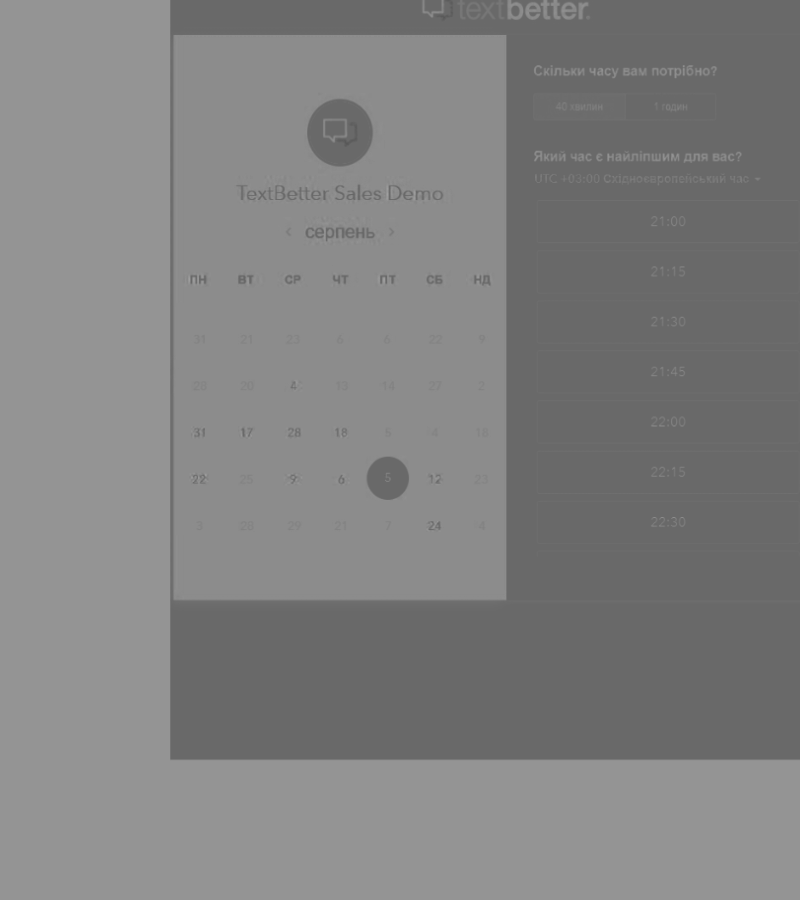 textbetter.
TextBetter Sales Demo
‹ серпень ›
ПН ВТ СР ЧТ ПТ СБ НД
31 21 23 6 6 22 9
20 4 13 14 27 2
31 17 28 18 5 4 18
22 25 9 6 5 12 23
3 20 29 21 7 24 4
Скільки часу вам потрібно?
40 хвилин 1 годин
Який час є найліпшим для вас?
UTC +03:00 Східноєвропейський час
21:00
21:15
21:30
21:45
22:00
22:15
22:30